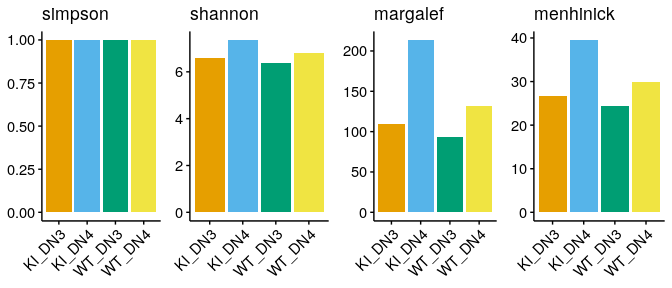 simpson
1.00
0.75
0.50
0.25
0.00
KI_DN3
KI_DN4
WT_DN3
WT_DN4
shannon
6
4
2
0
KI_DN3
KI_DN4
WT_DN3
WT_DN4
margalef
200
150
100
50
0
KI_DN3
KI_DN4
WT_DN3
WT_DN4
menhinick
40
30
20
10
0
KI_DN3
KI_DN4
WT_DN3
WT_DN4